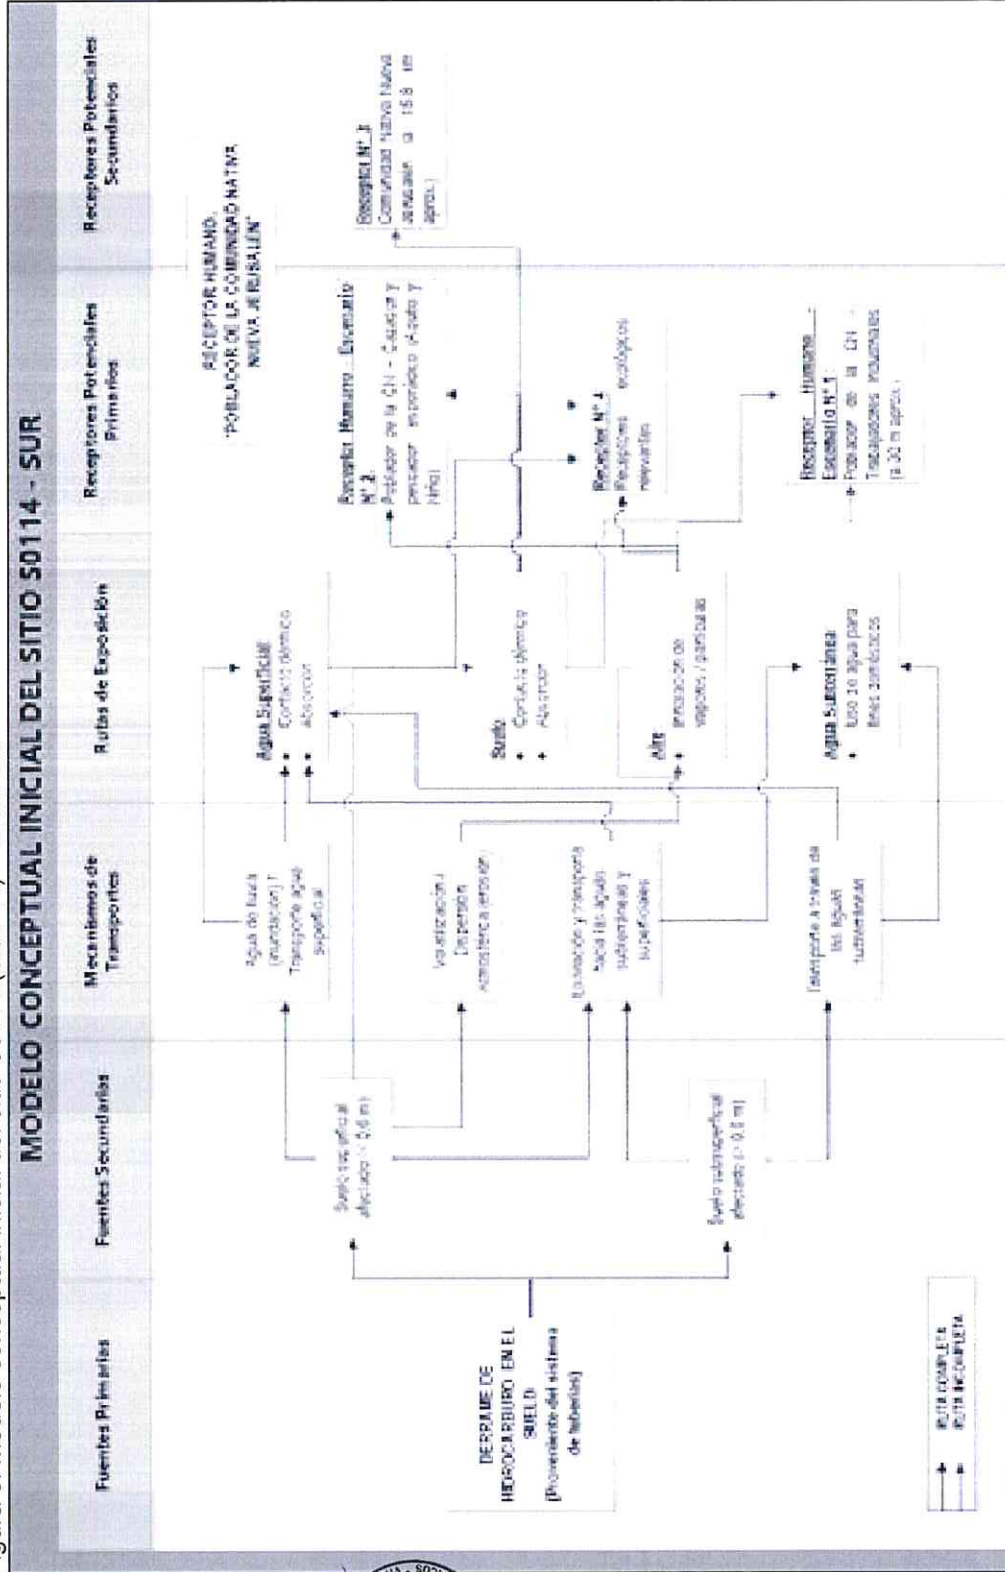 MODELO CONCEPTUAL INICIAL DEL SITIO S0114 - SUR
Fuentes Primarias
Fuentes Secundarias
Mecanismos de
Transportes
Rutas de Exposición
Receptores Potenciales
Primarios
Receptores Potenciales
Secundarios
DERRAME DE
HIDROCARBURO EN EL
SUELO
(Proveniente del sistema
de tuberías)
Suelo superficial
afectado (< 0,6 m)
Suelo subsuperficial
afectado (> 0,6 m)
Agua de lluvia
(inundación) /
Transporte agua
superficial
Volatilización /
Dispersión
Atmosférica (erosión)
Lixiviación y transporte
hacia las aguas
subterráneas y
superficiales
Transporte a través de
las aguas
subterráneas
Agua Superficial:
Contacto dérmico
Absorción
Suelo
Contacto dérmico
Absorción
Aire
Inhalación de
vapores / partículas
Agua Subterránea:
Uso de agua para
fines domésticos
Receptor Humano - Escenario
N° 2:
Poblador de la CN - Cazador y
pescador esporádico (Adulto y
Niño)
Receptores ecológicos
relevantes
Receptor Humano -
Escenario N° 1:
Poblador de la CN -
Trabajadores Industriales
RECEPTOR HUMANO:
"POBLADOR DE LA COMUNIDAD NATIVA
NUEVA JERUSALÉN"
Receptor N° 3:
Comunidad Nativa Nueva
Jerusalén
aprox.)
RUTA COMPLETA
RUTA INCOMPLETA